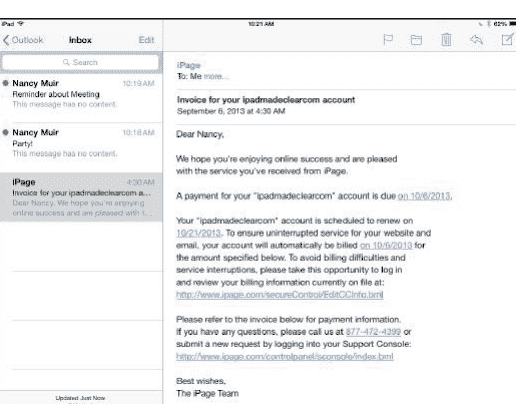 iPad
10:21 AM
62%
Outlook
Inbox
Edit
Search
Nancy Muir
10:19 AM
Reminder about Meeting
This message has no content.
Nancy Muir
10:18 AM
Party!
This message has no content.
iPage
4:30 AM
Invoice for your ipadmadeclearcom a...
Dear Nancy, We hope you're enjoying
online success and are pleased with t...
Updated Just Now
iPage
To: Me more...
Invoice for your ipadmadeclearcom account
September 6, 2013 at 4:30 AM
Dear Nancy,
We hope you're enjoying online success and are pleased
with the service you've received from iPage.
A payment for your "ipadmadeclearcom" account is due on 10/6/2013.
Your "ipadmadeclearcom" account is scheduled to renew on
10/21/2013. To ensure uninterrupted service for your website and
email, your account will automatically be billed on 10/6/2013 for
the amount specified below. To avoid billing difficulties and
service interruptions, please take this opportunity to log in
and review your billing information currently on file at:
http://www.ipage.com/secureControl/EditCCInfo.bml
Please refer to the invoice below for payment information.
If you have any questions, please call us at 877-472-4399 or
submit a new request by logging into your Support Console:
http://www.ipage.com/controlpanel/sconsole/index.bml
Best wishes,
The iPage Team